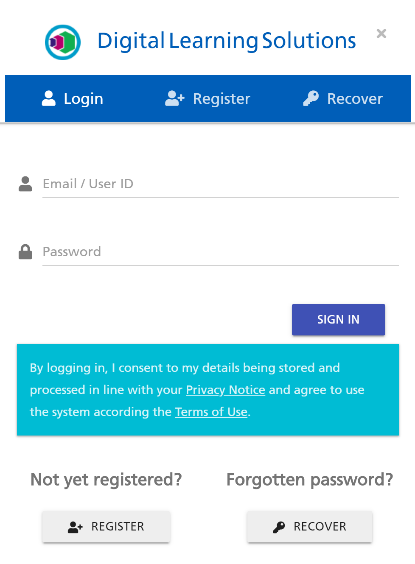 Digital Learning Solutions ×
Login Register Recover
Email / User ID
Password
SIGN IN
By logging in, I consent to my details being stored and
processed in line with your Privacy Notice and agree to use
the system according the Terms of Use.
Not yet registered? Forgotten password?
REGISTER RECOVER